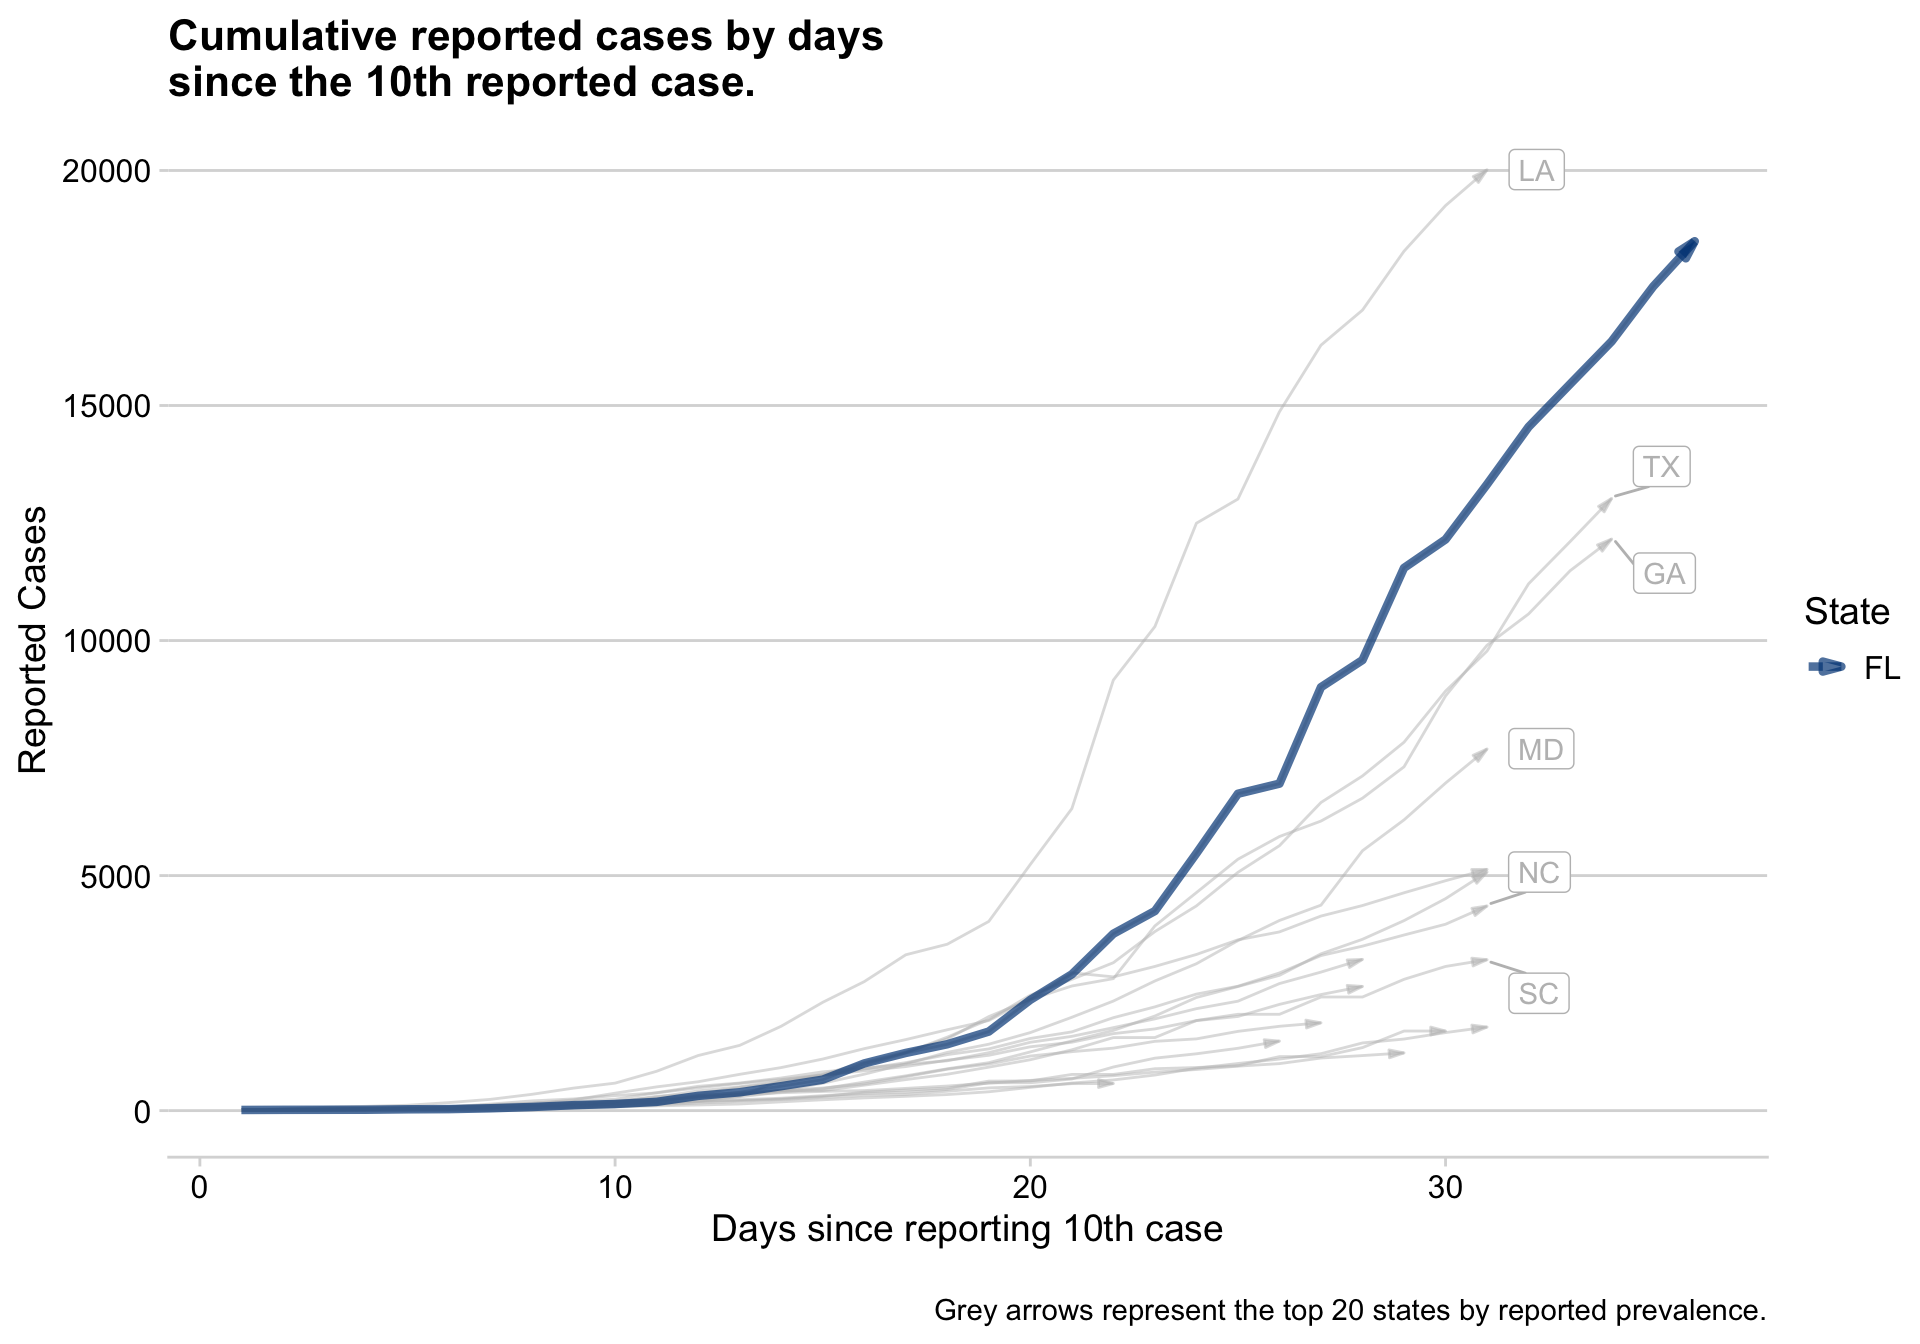 Cumulative reported cases by days
since the 10th reported case.
20000
15000
10000
5000
0
Reported Cases
LA
TX
GA
MD
NC
SC
State
FL
0
10
20
30
Days since reporting 10th case
Grey arrows represent the top 20 states by reported prevalence.